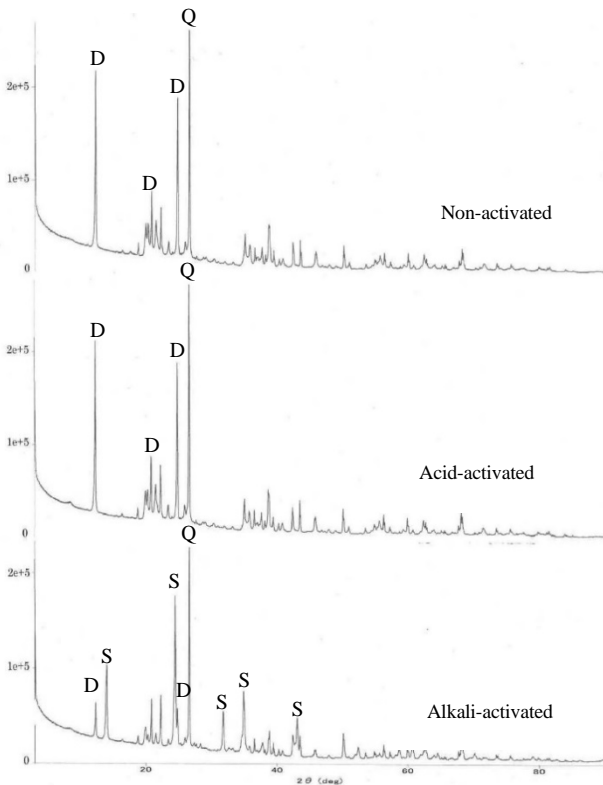 Q
D
D
2e+5
D
1e+5
Non-activated
0
Q
D
D
2e+5
D
1e+5
Acid-activated
0
Q
S
2e+5
S
1e+5
D
D
S
S
S
Alkali-activated
0
20
40
60
80
2θ (deg)